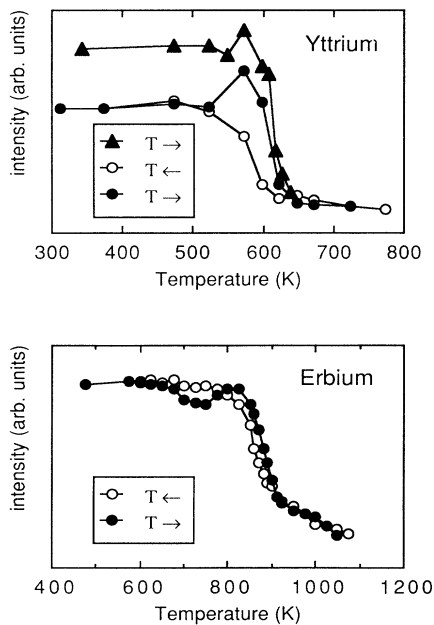 Yttrium
intensity (arb. units)
T →
T ←
T →
300 400 500 600 700 800
Temperature (K)
Erbium
intensity (arb. units)
T ←
T →
400 600 800 1000 1200
Temperature (K)